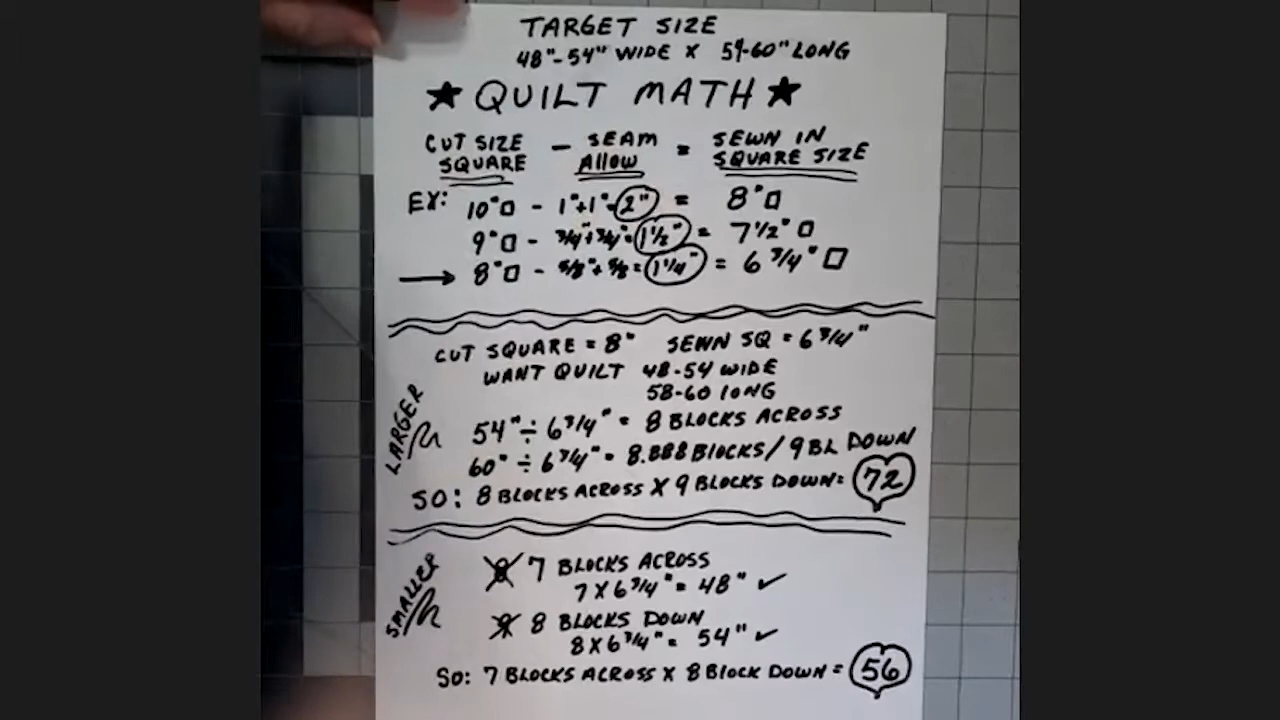 TARGET SIZE
48"-54" WIDE X 54-60" LONG
★ QUILT MATH ★
CUT SIZE SQUARE - SEAM Allow = SEWN IN SQUARE SIZE
EX: 10"□ - 1"+1"=2" = 8"□
9"□ - 3/4"+3/4"=1 1/2" = 7 1/2"□
→ 8"□ - 5/8"+5/8=1 1/4" = 6 3/4"□
CUT SQUARE = 8" SEWN SQ = 6 3/4"
WANT QUILT 48-54 WIDE
58-60 LONG
LARGER
54" ÷ 6 3/4" = 8 BLOCKS ACROSS
60" ÷ 6 3/4" = 8.888 BLOCKS/ 9 BL DOWN
SO: 8 BLOCKS ACROSS X 9 BLOCKS DOWN= 72
SMALLER
8 7 BLOCKS ACROSS
7 X 6 3/4" = 48" ✓
9 8 BLOCKS DOWN
8 X 6 3/4" = 54" ✓
SO: 7 BLOCKS ACROSS X 8 BLOCK DOWN = 56